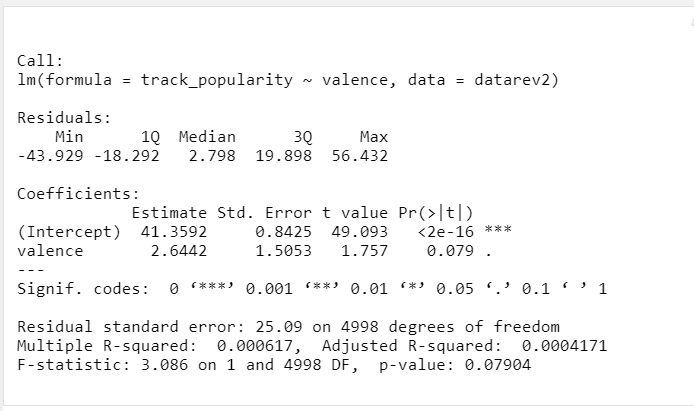 Call:
lm(formula = track_popularity ~ valence, data = datarev2)
Residuals:
Min 1Q Median 3Q Max
-43.929 -18.292 2.798 19.898 56.432
Coefficients:
Estimate Std. Error t value Pr(>|t|)
(Intercept) 41.3592 0.8425 49.093 <2e-16 ***
valence 2.6442 1.5053 1.757 0.079 .
---
Signif. codes: 0 ‘***’ 0.001 ‘**’ 0.01 ‘*’ 0.05 ‘.’ 0.1 ‘ ’ 1
Residual standard error: 25.09 on 4998 degrees of freedom
Multiple R-squared: 0.000617, Adjusted R-squared: 0.0004171
F-statistic: 3.086 on 1 and 4998 DF, p-value: 0.07904